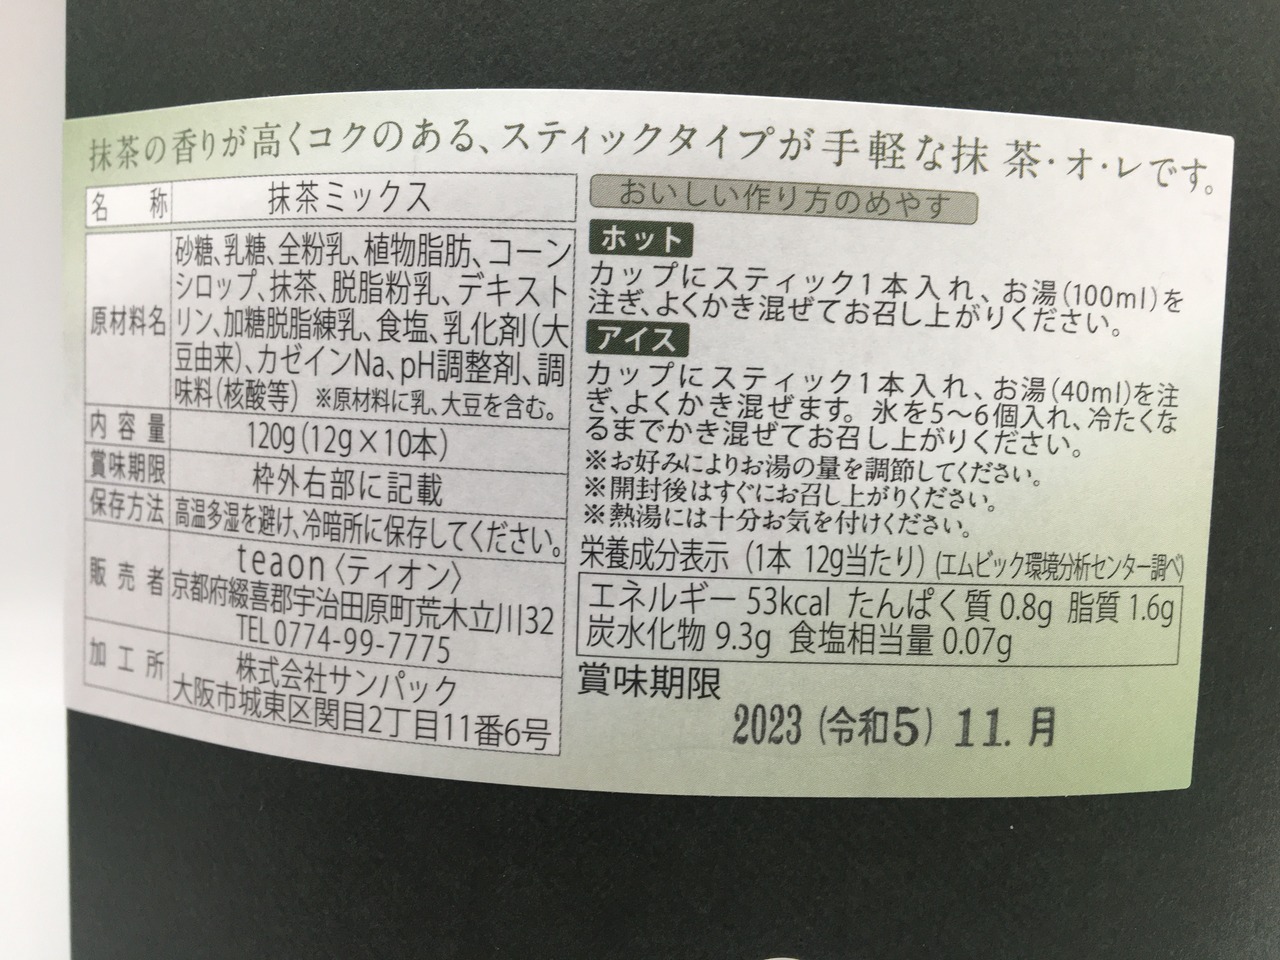 抹茶の香りが高くコクのある、スティックタイプが手軽な抹茶・オ・レです。
名称 抹茶ミックス
原材料名
砂糖、乳糖、全粉乳、植物脂肪、コーン
シロップ、抹茶、脱脂粉乳、デキスト
リン、加糖脱脂練乳、食塩、乳化剤(大
豆由来)、カゼインNa、pH調整剤、調
味料(核酸等) ※原材料に乳、大豆を含む。
内容量 120g(12g×10本)
賞味期限 枠外右部に記載
保存方法 高温多湿を避け、冷暗所に保存してください。
販売者
teaon〈ティオン〉
京都府綴喜郡宇治田原町荒木立川32
TEL 0774-99-7775
加工所
株式会社サンパック
大阪市城東区関目2丁目11番6号
おいしい作り方のめやす
ホット
カップにスティック1本入れ、お湯(100ml)を
注ぎ、よくかき混ぜてお召し上がりください。
アイス
カップにスティック1本入れ、お湯(40ml)を注
ぎ、よくかき混ぜます。氷を5〜6個入れ、冷たくな
るまでかき混ぜてお召し上がりください。
※お好みによりお湯の量を調節してください。
※開封後はすぐにお召し上がりください。
※熱湯には十分お気を付けください。
栄養成分表示(1本 12g当たり)(エムビック環境分析センター調べ)
エネルギー 53kcal たんぱく質 0.8g 脂質 1.6g
炭水化物 9.3g 食塩相当量 0.07g
賞味期限
2023 (令和5) 11.月